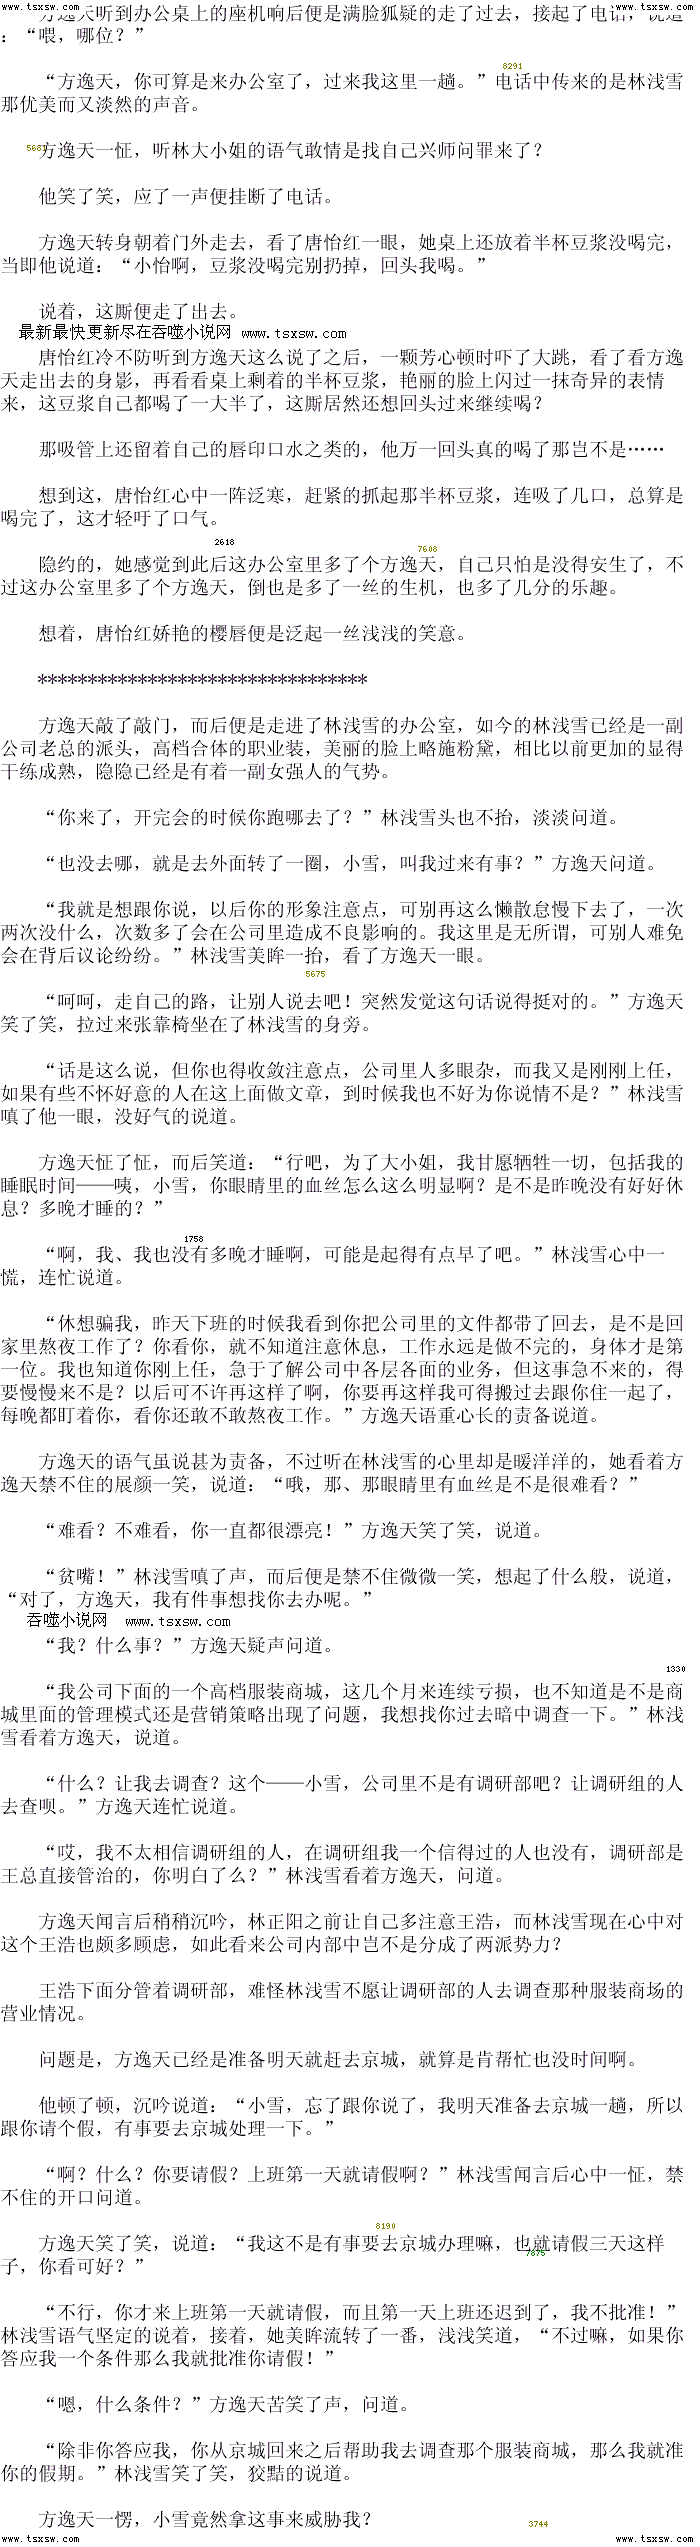 www.tsxsw.com www.tsxsw.com
方逸天听到办公桌上的座机响后便是满脸狐疑的走了过去，接起了电话，说道
：“喂，哪位？”
8291
“方逸天，你可算是来办公室了，过来我这里一趟。”电话中传来的是林浅雪
那优美而又淡然的声音。
5681
方逸天一怔，听林大小姐的语气敢情是找自己兴师问罪来了？
他笑了笑，应了一声便挂断了电话。
方逸天转身朝着门外走去，看了唐怡红一眼，她桌上还放着半杯豆浆没喝完，
当即他说道：“小怡啊，豆浆没喝完别扔掉，回头我喝。”
说着，这厮便走了出去。
最新最快更新尽在吞噬小说网 www.tsxsw.com
唐怡红冷不防听到方逸天这么说了之后，一颗芳心顿时吓了大跳，看了看方逸
天走出去的身影，再看看桌上剩着的半杯豆浆，艳丽的脸上闪过一抹奇异的表情
来，这豆浆自己都喝了一大半了，这厮居然还想回头过来继续喝？
那吸管上还留着自己的唇印口水之类的，他万一回头真的喝了那岂不是……
想到这，唐怡红心中一阵泛寒，赶紧的抓起那半杯豆浆，连吸了几口，总算是
喝完了，这才轻吁了口气。
2618
7608
隐约的，她感觉到此后这办公室里多了个方逸天，自己只怕是没得安生了，不
过这办公室里多了个方逸天，倒也是多了一丝的生机，也多了几分的乐趣。
想着，唐怡红娇艳的樱唇便是泛起一丝浅浅的笑意。
*********************************
方逸天敲了敲门，而后便是走进了林浅雪的办公室，如今的林浅雪已经是一副
公司老总的派头，高档合体的职业装，美丽的脸上略施粉黛，相比以前更加的显得
干练成熟，隐隐已经是有着一副女强人的气势。
“你来了，开完会的时候你跑哪去了？”林浅雪头也不抬，淡淡问道。
“也没去哪，就是去外面转了一圈，小雪，叫我过来有事？”方逸天问道。
“我就是想跟你说，以后你的形象注意点，可别再这么懒散怠慢下去了，一次
两次没什么，次数多了会在公司里造成不良影响的。我这里是无所谓，可别人难免
会在背后议论纷纷。”林浅雪美眸一抬，看了方逸天一眼。
5675
“呵呵，走自己的路，让别人说去吧！突然发觉这句话说得挺对的。”方逸天
笑了笑，拉过来张靠椅坐在了林浅雪的身旁。
“话是这么说，但你也得收敛注意点，公司里人多眼杂，而我又是刚刚上任，
如果有些不怀好意的人在这上面做文章，到时候我也不好为你说情不是？”林浅雪
嗔了他一眼，没好气的说道。
方逸天怔了怔，而后笑道：“行吧，为了大小姐，我甘愿牺牲一切，包括我的
睡眠时间——咦，小雪，你眼睛里的血丝怎么这么明显啊？是不是昨晚没有好好休
息？多晚才睡的？”
1758
“啊，我、我也没有多晚才睡啊，可能是起得有点早了吧。”林浅雪心中一
慌，连忙说道。
“休想骗我，昨天下班的时候我看到你把公司里的文件都带了回去，是不是回
家里熬夜工作了？你看你，就不知道注意休息，工作永远是做不完的，身体才是第
一位。我也知道你刚上任，急于了解公司中各层各面的业务，但这事急不来的，得
要慢慢来不是？以后可不许再这样了啊，你要再这样我可得搬过去跟你住一起了，
每晚都盯着你，看你还敢不敢熬夜工作。”方逸天语重心长的责备说道。
方逸天的语气虽说甚为责备，不过听在林浅雪的心里却是暖洋洋的，她看着方
逸天禁不住的展颜一笑，说道：“哦，那、那眼睛里有血丝是不是很难看？”
“难看？不难看，你一直都很漂亮！”方逸天笑了笑，说道。
“贫嘴！”林浅雪嗔了声，而后便是禁不住微微一笑，想起了什么般，说道，
“对了，方逸天，我有件事想找你去办呢。”
吞噬小说网 www.tsxsw.com
“我？什么事？”方逸天疑声问道。
1330
“我公司下面的一个高档服装商城，这几个月来连续亏损，也不知道是不是商
城里面的管理模式还是营销策略出现了问题，我想找你过去暗中调查一下。”林浅
雪看着方逸天，说道。
“什么？让我去调查？这个——小雪，公司里不是有调研部吧？让调研组的人
去查呗。”方逸天连忙说道。
“哎，我不太相信调研组的人，在调研组我一个信得过的人也没有，调研部是
王总直接管治的，你明白了么？”林浅雪看着方逸天，问道。
方逸天闻言后稍稍沉吟，林正阳之前让自己多注意王浩，而林浅雪现在心中对
这个王浩也颇多顾虑，如此看来公司内部中岂不是分成了两派势力？
王浩下面分管着调研部，难怪林浅雪不愿让调研部的人去调查那种服装商场的
营业情况。
问题是，方逸天已经是准备明天就赶去京城，就算是肯帮忙也没时间啊。
他顿了顿，沉吟说道：“小雪，忘了跟你说了，我明天准备去京城一趟，所以
跟你请个假，有事要去京城处理一下。”
“啊？什么？你要请假？上班第一天就请假啊？”林浅雪闻言后心中一怔，禁
不住的开口问道。
8190
方逸天笑了笑，说道：“我这不是有事要去京城办理嘛，也就请假三天这样
7875
子，你看可好？”
“不行，你才来上班第一天就请假，而且第一天上班还迟到了，我不批准！”
林浅雪语气坚定的说着，接着，她美眸流转了一番，浅浅笑道，“不过嘛，如果你
答应我一个条件那么我就批准你请假！”
“嗯，什么条件？”方逸天苦笑了声，问道。
“除非你答应我，你从京城回来之后帮助我去调查那个服装商城，那么我就准
你的假期。”林浅雪笑了笑，狡黠的说道。
方逸天一愣，小雪竟然拿这事来威胁我？
3744
www.tsxsw.com www.tsxsw.com